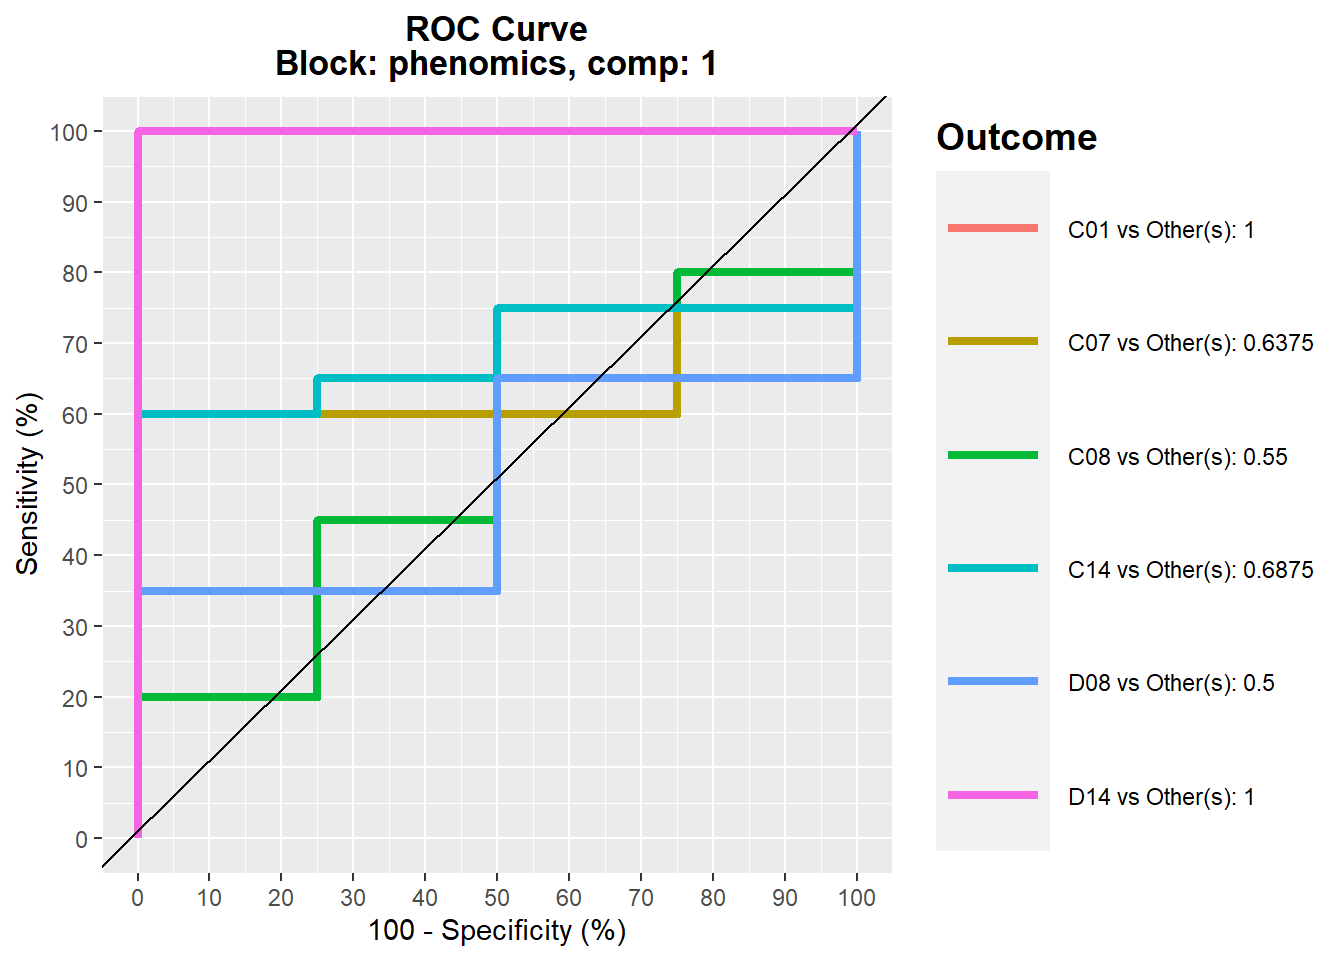 ROC Curve
Block: phenomics, comp: 1
Sensitivity (%)
100
90
80
70
60
50
40
30
20
10
0
0 10 20 30 40 50 60 70 80 90 100
100 - Specificity (%)
Outcome
C01 vs Other(s): 1
C07 vs Other(s): 0.6375
C08 vs Other(s): 0.55
C14 vs Other(s): 0.6875
D08 vs Other(s): 0.5
D14 vs Other(s): 1